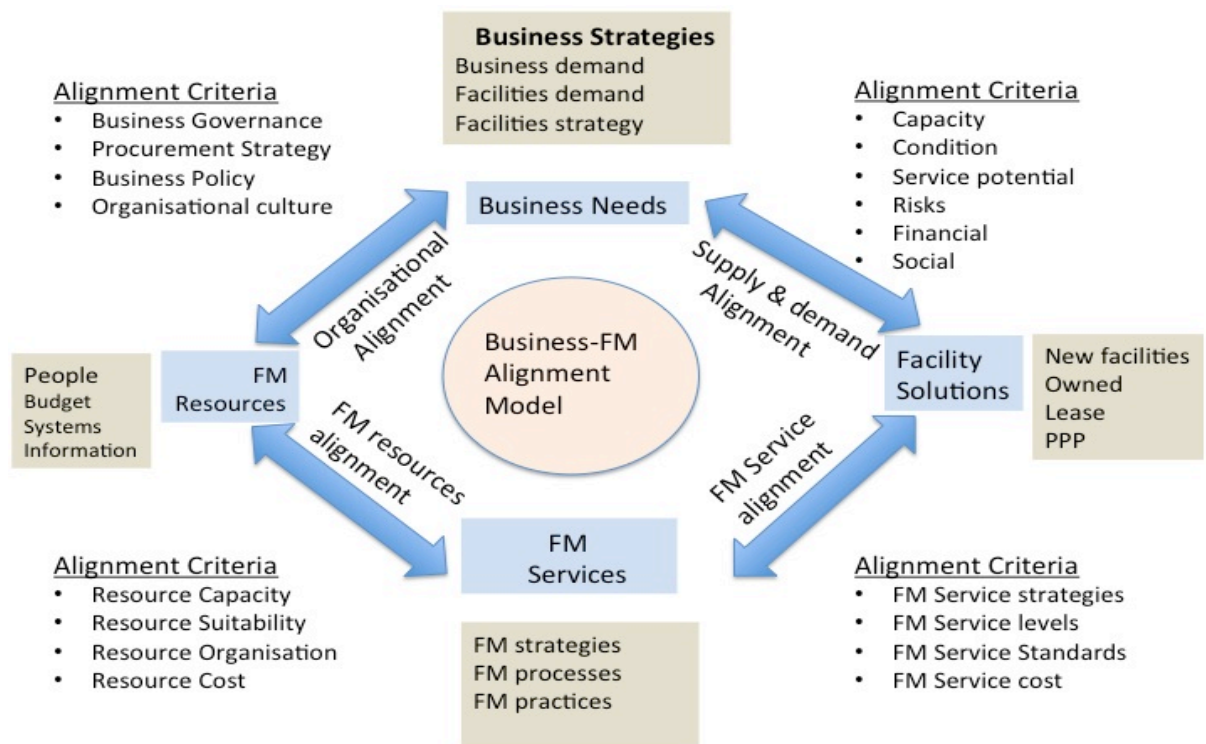 Business Strategies
Business demand
Facilities demand
Facilities strategy
Alignment Criteria
• Business Governance
• Procurement Strategy
• Business Policy
• Organisational culture
Alignment Criteria
• Capacity
• Condition
• Service potential
• Risks
• Financial
• Social
Business Needs
Organisational
Alignment
Supply & demand
Alignment
Business-FM
Alignment
Model
People
Budget
Systems
Information
FM
Resources
Facility
Solutions
New facilities
Owned
Lease
PPP
FM resources
alignment
FM Service
alignment
FM
Services
Alignment Criteria
• Resource Capacity
• Resource Suitability
• Resource Organisation
• Resource Cost
FM strategies
FM processes
FM practices
Alignment Criteria
• FM Service strategies
• FM Service levels
• FM Service Standards
• FM Service cost